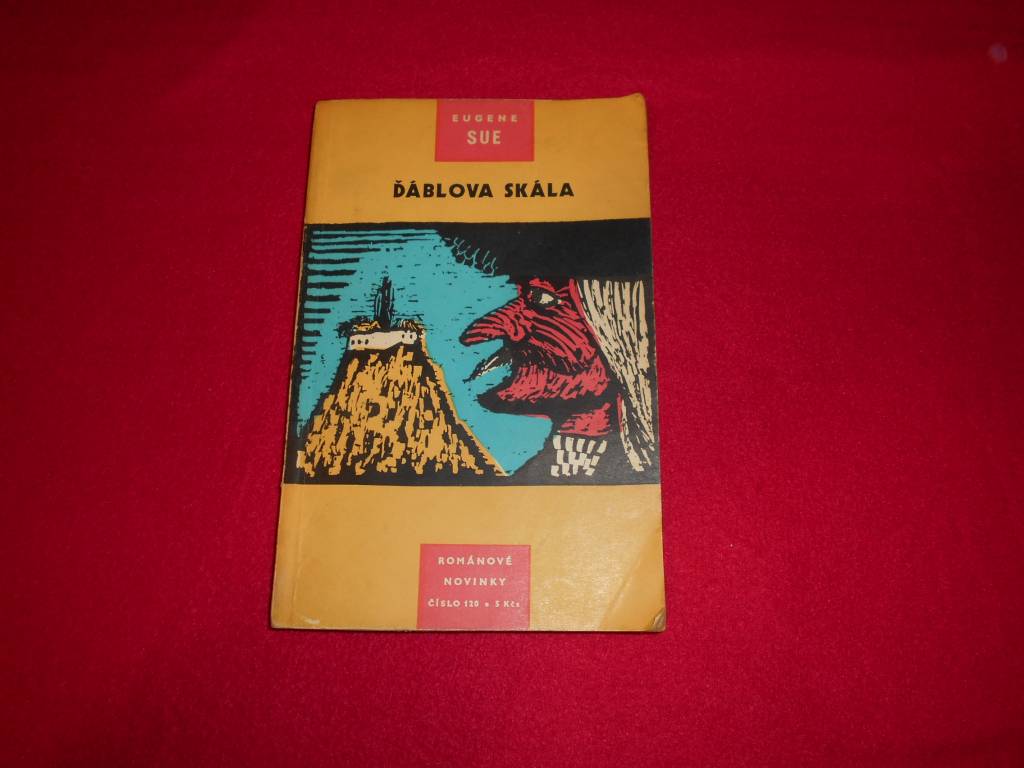 EUGENE
SUE
ĎÁBLOVA SKÁLA
ROMÁNOVÉ
NOVINKY
ČÍSLO 120 • 5 Kčs